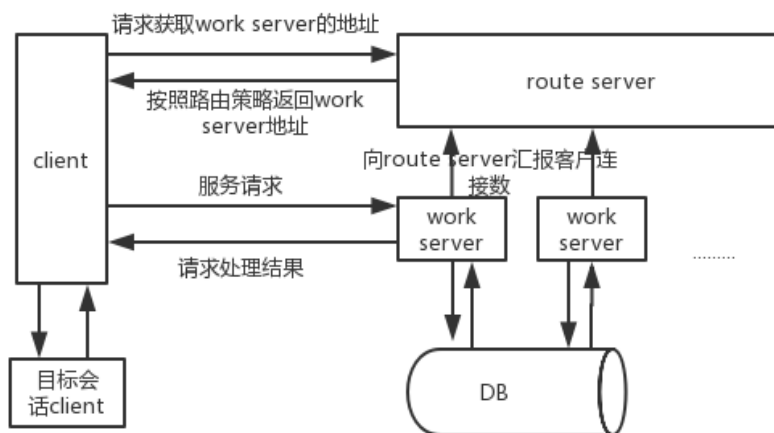 请求获取work server的地址
route server
按照路由策略返回work
server地址
client
向route server汇报客户连
接数
服务请求
work
server
work
server
请求处理结果
.........
目标会
话client
DB